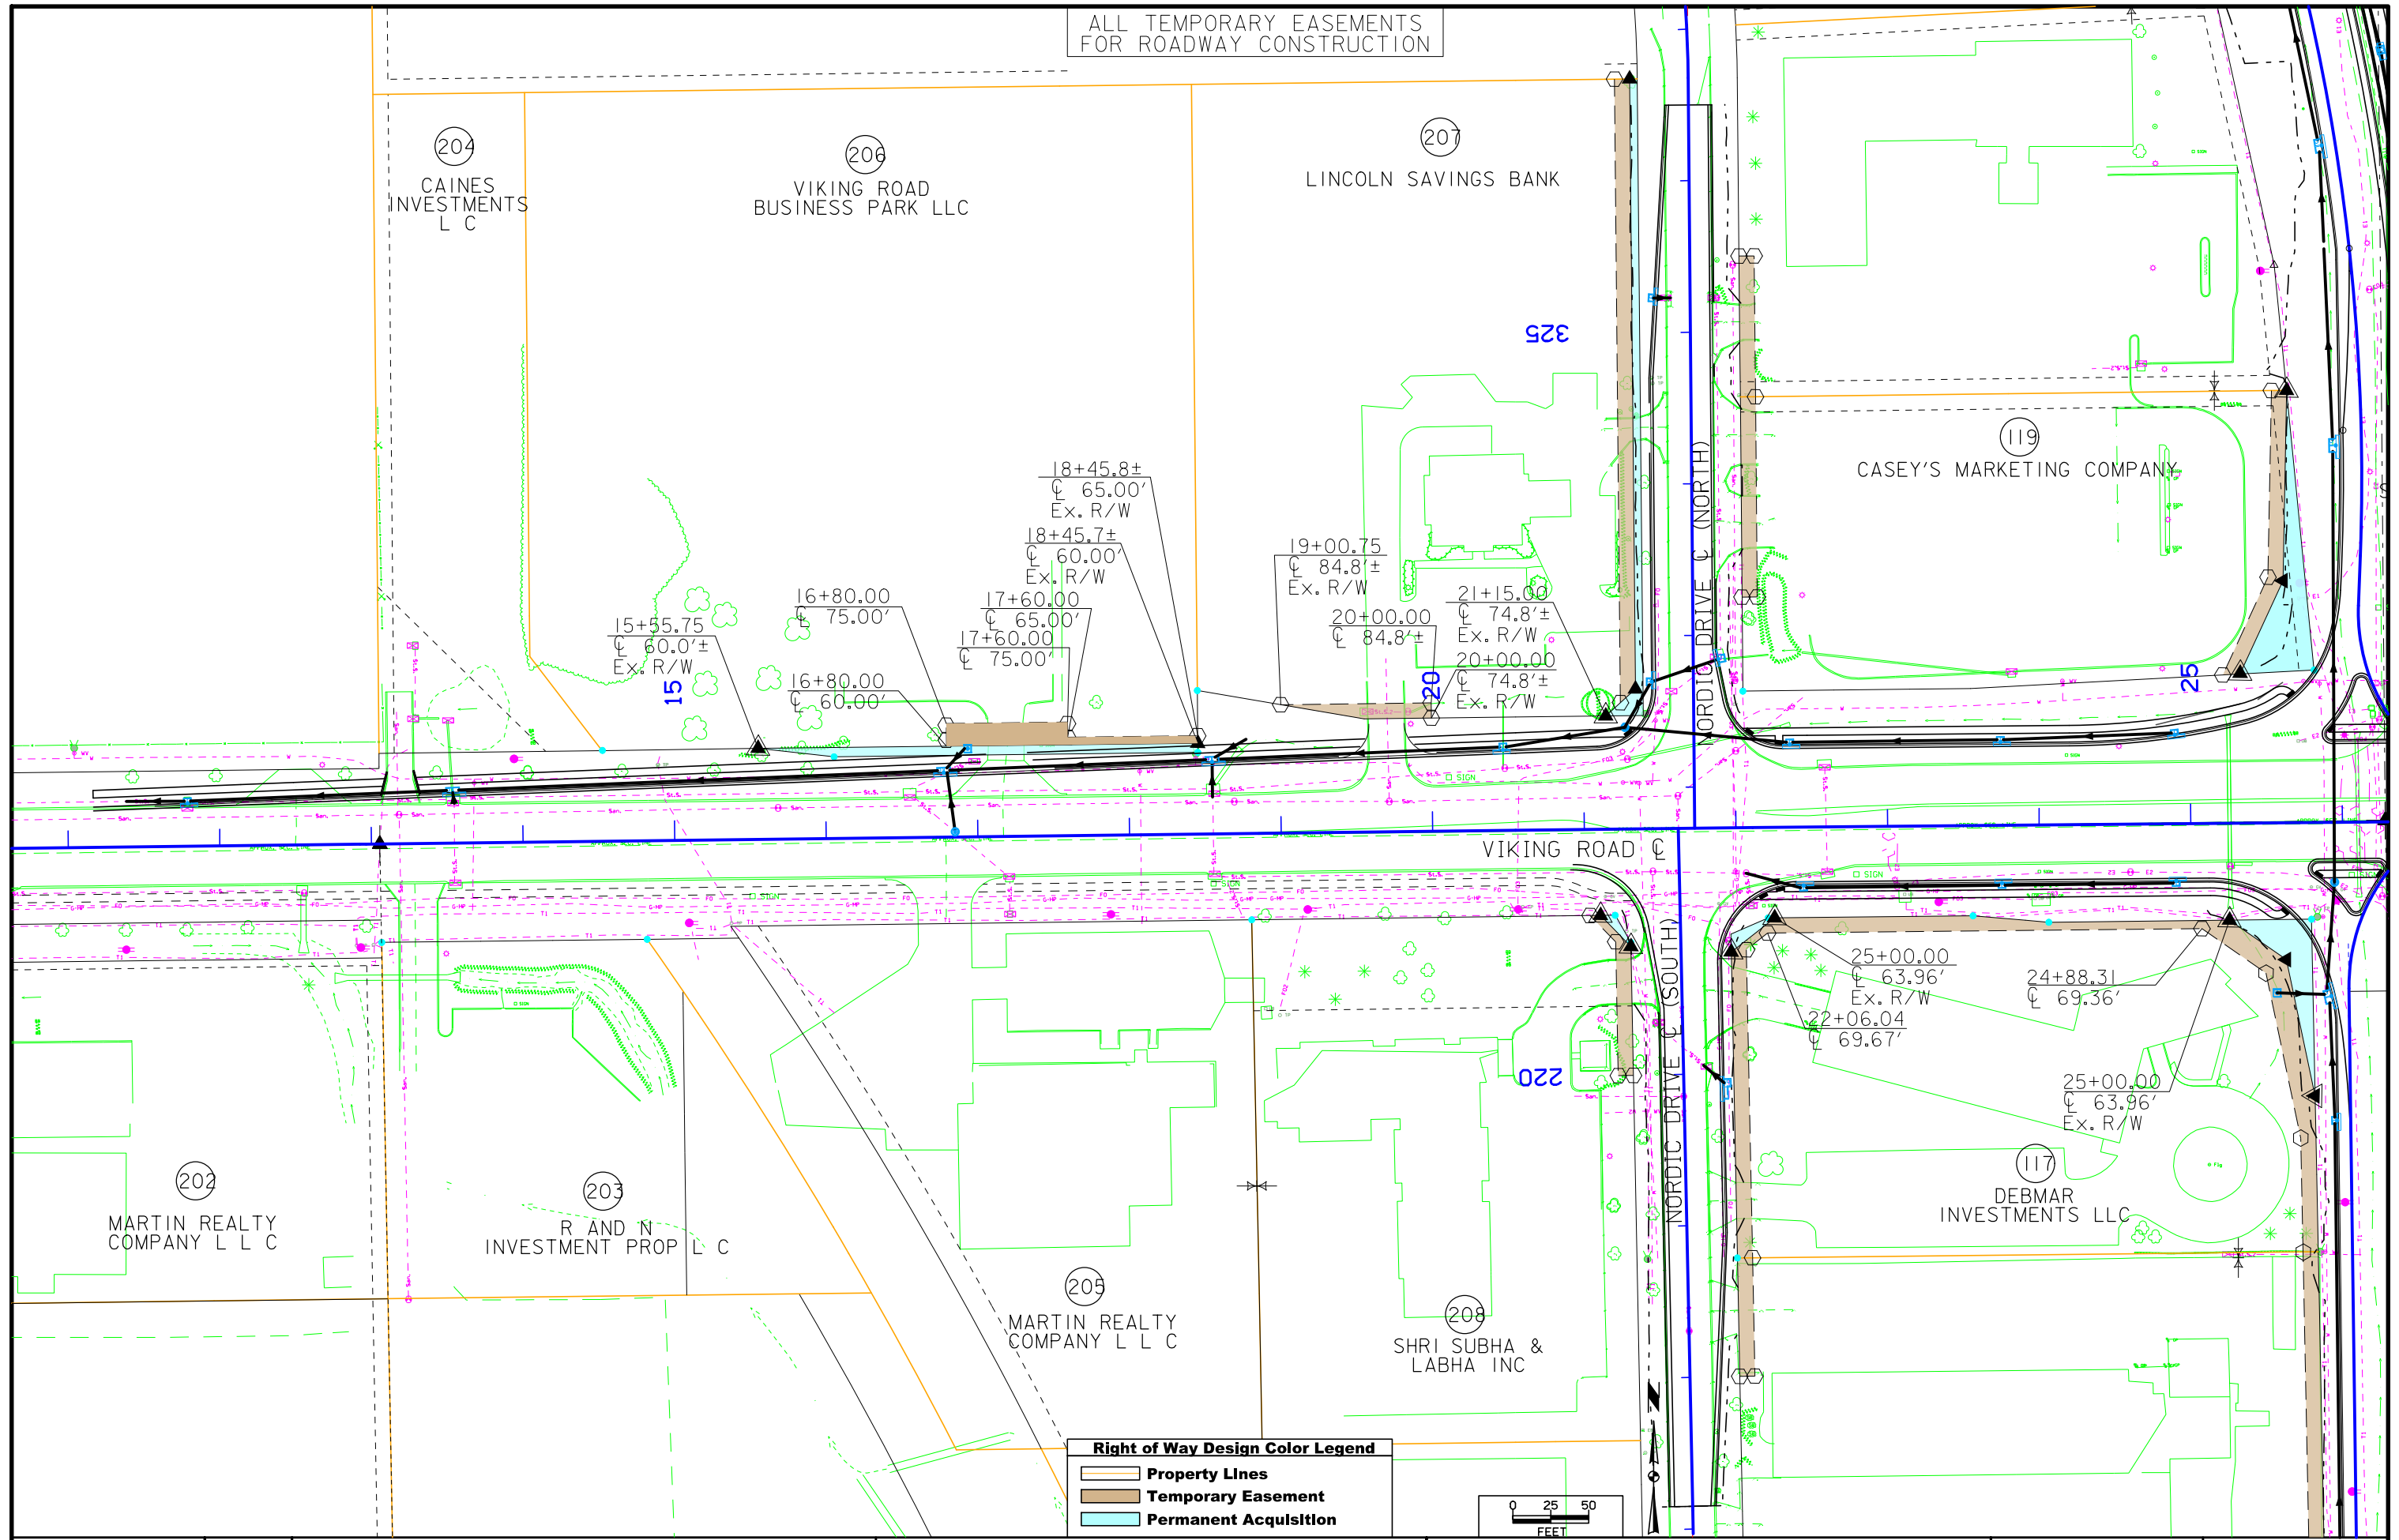 ALL TEMPORARY EASEMENTS
FOR ROADWAY CONSTRUCTION
204
CAINES
INVESTMENTS
L C
206
VIKING ROAD
BUSINESS PARK LLC
207
LINCOLN SAVINGS BANK
325
119
CASEY'S MARKETING COMPANY
NORDIC DRIVE ℄ (NORTH)
18+45.8±
℄ 65.00'
Ex. R/W
18+45.7±
℄ 60.00'
Ex. R/W
19+00.75
℄ 84.8'±
Ex. R/W
16+80.00
℄ 75.00'
17+60.00
℄ 65.00'
17+60.00
℄ 75.00'
15+55.75
℄ 60.0'±
Ex. R/W
16+80.00
℄ 60.00'
20+00.00
℄ 84.8'±
21+15.00
℄ 74.8'±
Ex. R/W
20+00.00
℄ 74.8'±
Ex. R/W
15
20
25
SIGN
VIKING ROAD ℄
SIGN
SIGN
SIGN
SIGN
25+00.00
℄ 63.96'
Ex. R/W
22+06.04
℄ 69.67'
24+88.31
℄ 69.36'
25+00.00
℄ 63.96'
Ex. R/W
NORDIC DRIVE ℄ (SOUTH)
220
202
MARTIN REALTY
COMPANY L L C
203
R AND N
INVESTMENT PROP L C
205
MARTIN REALTY
COMPANY L L C
208
SHRI SUBHA &
LABHA INC
117
DEBMAR
INVESTMENTS LLC
Right of Way Design Color Legend
Property Lines
Temporary Easement
Permanent Acquisition
0 25 50
FEET